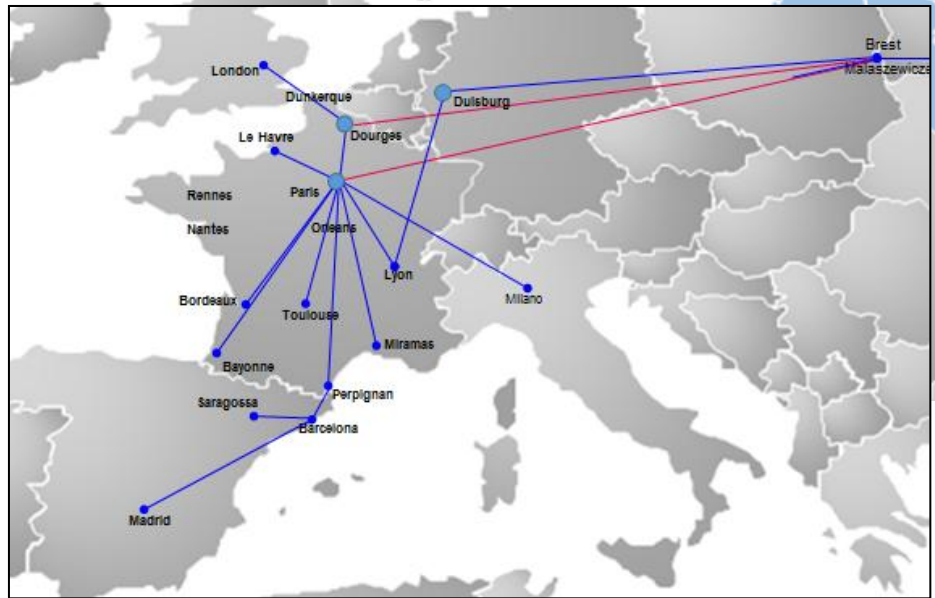 Brest
London
Malaszewicze
Dunkerque
Duisburg
Le Havre
Dourges
Rennes
Paris
Nantes
Orleans
Lyon
Bordeaux
Milano
Toulouse
Miramas
Bayonne
Perpignan
Saragossa
Barcelona
Madrid